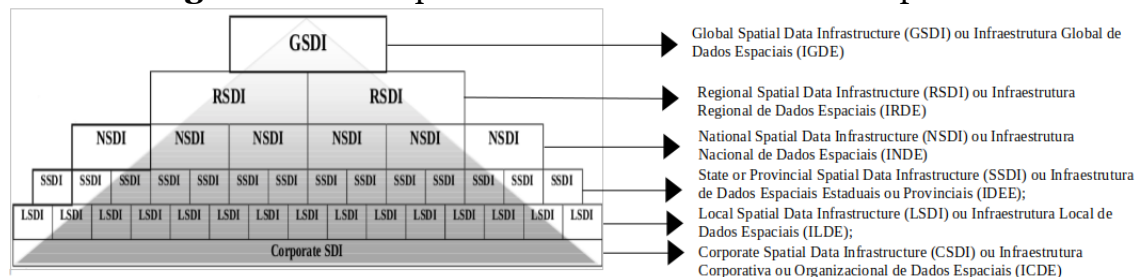 GSDI
Global Spatial Data Infrastructure (GSDI) ou Infraestrutura Global de
Dados Espaciais (IGDE)
RSDI RSDI
Regional Spatial Data Infrastructure (RSDI) ou Infraestrutura
Regional de Dados Espaciais (IRDE)
NSDI NSDI NSDI NSDI NSDI NSDI
National Spatial Data Infrastructure (NSDI) ou Infraestrutura
Nacional de Dados Espaciais (INDE)
SSDI SSDI SSDI SSDI SSDI SSDI SSDI SSDI SSDI SSDI SSDI SSDI SSDI SSDI
State or Provincial Spatial Data Infrastructure (SSDI) ou Infraestrutura
de Dados Espaciais Estaduais ou Provinciais (IDEE);
LSDI LSDI LSDI LSDI LSDI LSDI LSDI LSDI LSDI LSDI LSDI LSDI LSDI LSDI LSDI
Local Spatial Data Infrastructure (LSDI) ou Infraestrutura Local de
Dados Espaciais (ILDE);
Corporate SDI
Corporate Spatial Data Infrastructure (CSDI) ou Infraestrutura
Corporativa ou Organizacional de Dados Espaciais (ICDE)